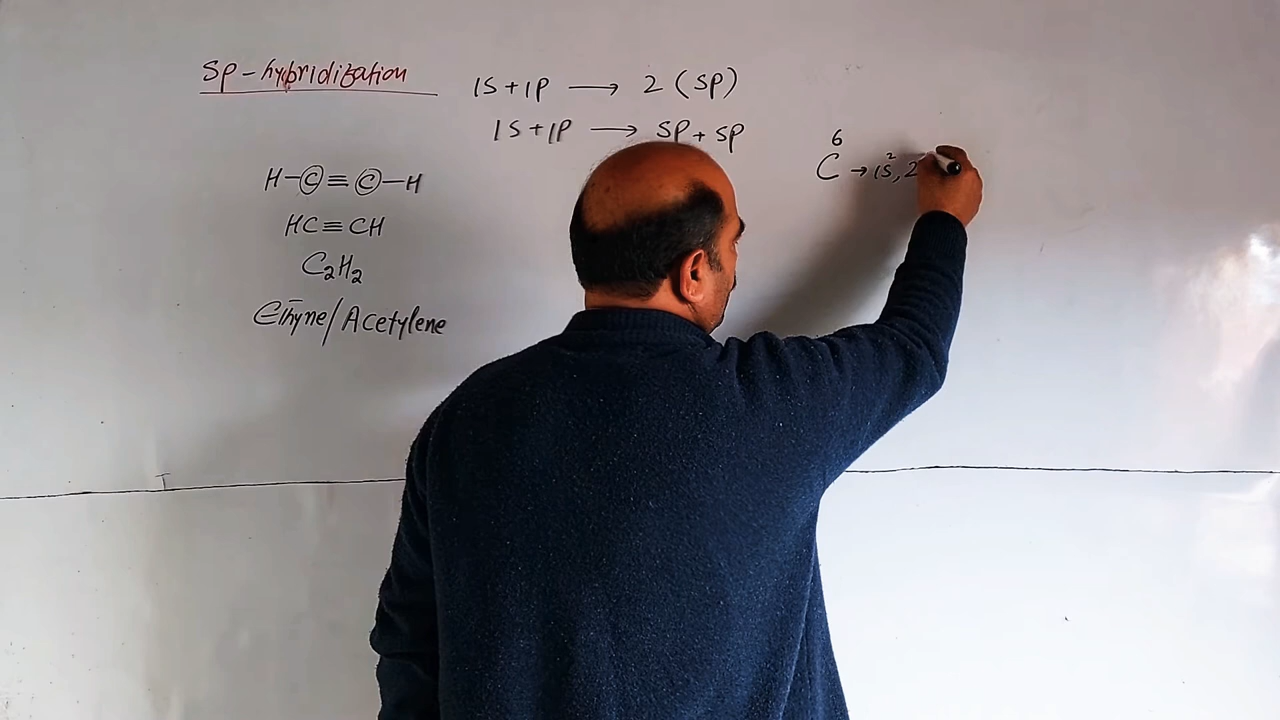 Sp-hybridization
1S+1P → 2 (SP)
1S+1P → SP+SP
H-C≡C-H
HC≡CH
C₂H₂
Ethyne/Acetylene
6
C → 1S², 2